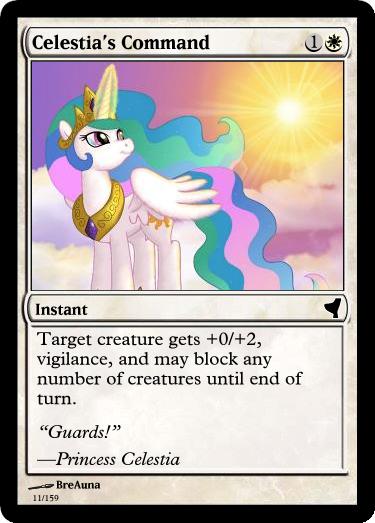 Celestia's Command 1
Instant
Target creature gets +0/+2,
vigilance, and may block any
number of creatures until end of
turn.
“Guards!”
—Princess Celestia
BreAuna
11/159